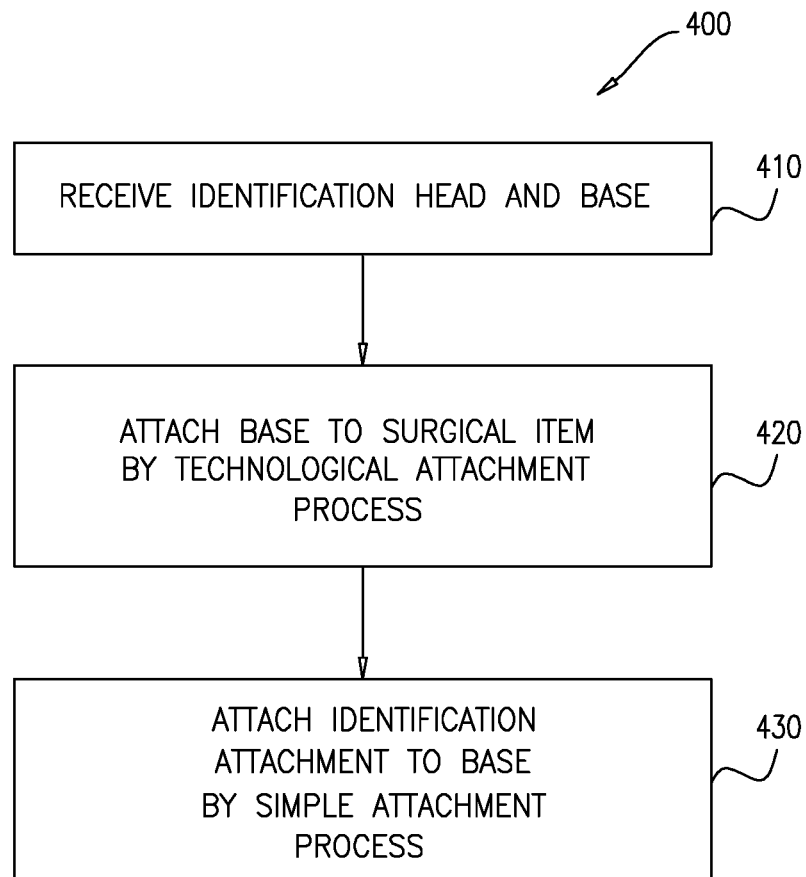 400
RECEIVE IDENTIFICATION HEAD AND BASE
410
ATTACH BASE TO SURGICAL ITEM
BY TECHNOLOGICAL ATTACHMENT
PROCESS
420
ATTACH IDENTIFICATION
ATTACHMENT TO BASE
BY SIMPLE ATTACHMENT
PROCESS
430